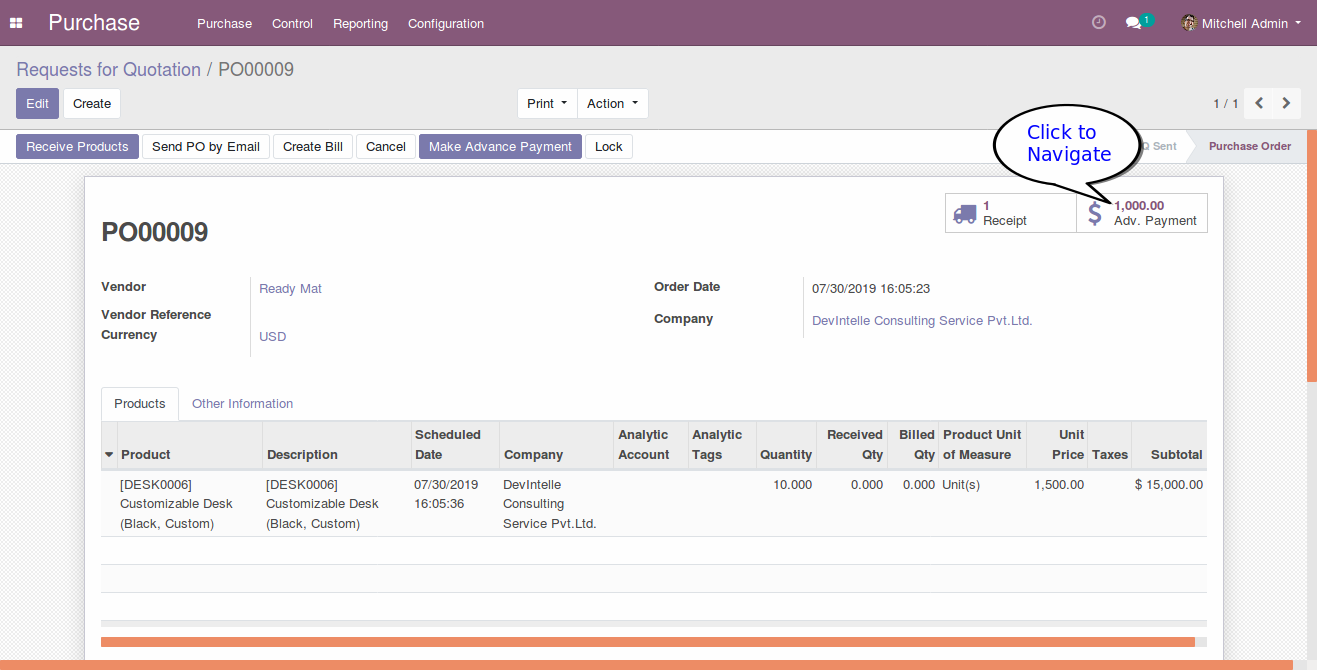 Purchase
Purchase Control Reporting Configuration
1 Mitchell Admin
Requests for Quotation / PO00009
Edit Create Print Action 1 / 1
Click to
Navigate
Receive Products Send PO by Email Create Bill Cancel Make Advance Payment Lock Sent Purchase Order
1
Receipt
1,000.00
Adv. Payment
PO00009
Vendor Ready Mat
Vendor Reference
Currency USD
Order Date 07/30/2019 16:05:23
Company DevIntelle Consulting Service Pvt.Ltd.
Products Other Information
Product Description Scheduled Date Company Analytic Account Analytic Tags Quantity Received Qty Billed Qty Product Unit of Measure Unit Price Taxes Subtotal
[DESK0006] [DESK0006] 07/30/2019 DevIntelle 10.000 0.000 0.000 Unit(s) 1,500.00 $ 15,000.00
Customizable Desk Customizable Desk 16:05:36 Consulting
(Black, Custom) (Black, Custom) Service Pvt.Ltd.